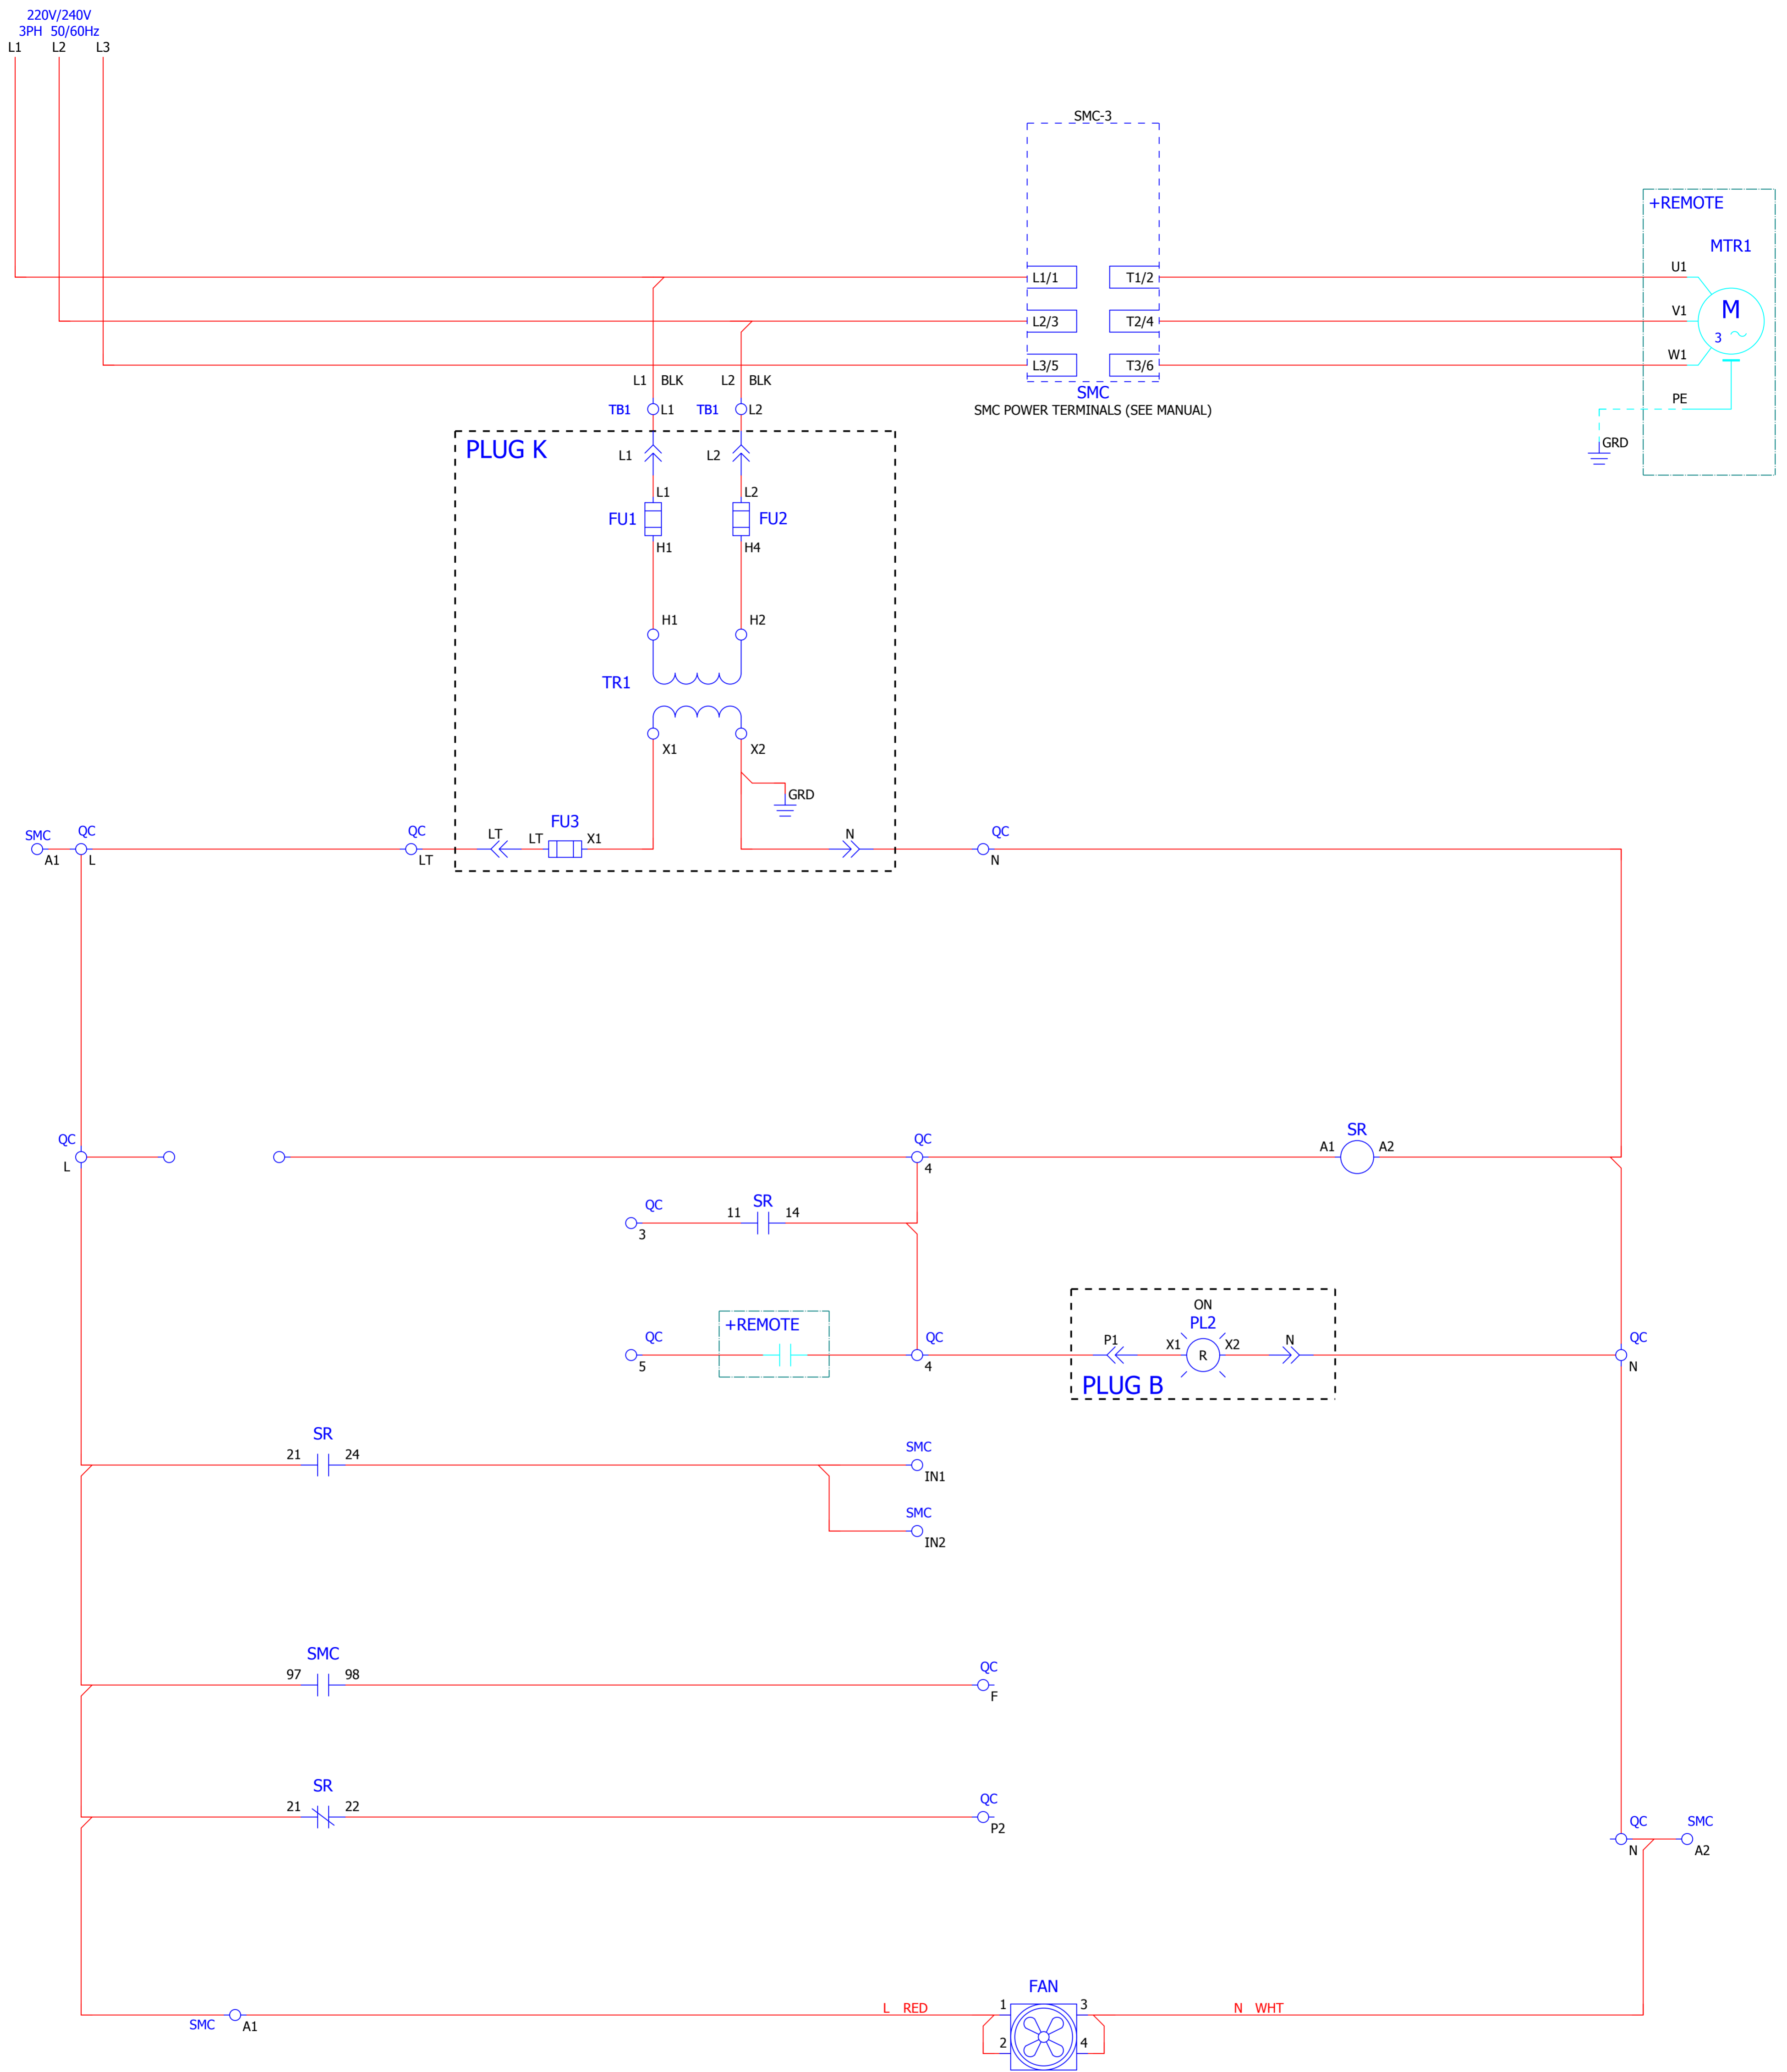 220V/240V
3PH 50/60Hz
L1 L2 L3
SMC-3
+REMOTE
MTR1
L1/1 T1/2 U1
M
3
L2/3 T2/4 V1
L3/5 T3/6 W1
SMC
SMC POWER TERMINALS (SEE MANUAL)
PE
GRD
L1 BLK L2 BLK
TB1 L1 TB1 L2
PLUG K
L1 L2
L1 L2
FU1 FU2
H1 H4
H1 H2
TR1
X1 X2
GRD
FU3
SMC QC QC LT LT X1 N QC
A1 L LT N
QC QC SR
A1 A2
L 4
QC SR
11 14
3
ON
+REMOTE PL2
QC QC P1 X1 R X2 N QC
5 4 N
PLUG B
SR SMC
21 24
IN1
SMC
IN2
SMC QC
97 98
F
SR QC
21 22
P2
QC SMC
N A2
FAN
L RED 1 3 N WHT
SMC A1
2 4